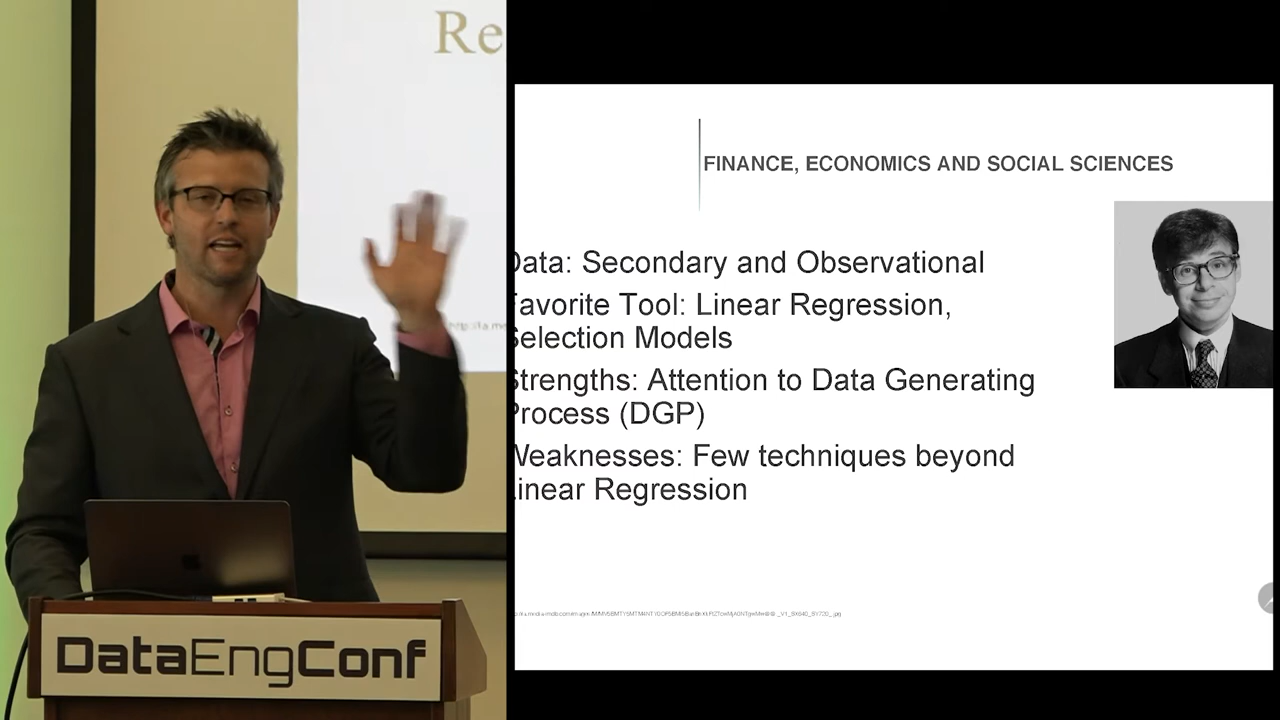 Re
FINANCE, ECONOMICS AND SOCIAL SCIENCES
Data: Secondary and Observational
Favorite Tool: Linear Regression,
Selection Models
Strengths: Attention to Data Generating
Process (DGP)
Weaknesses: Few techniques beyond
Linear Regression
DataEngConf